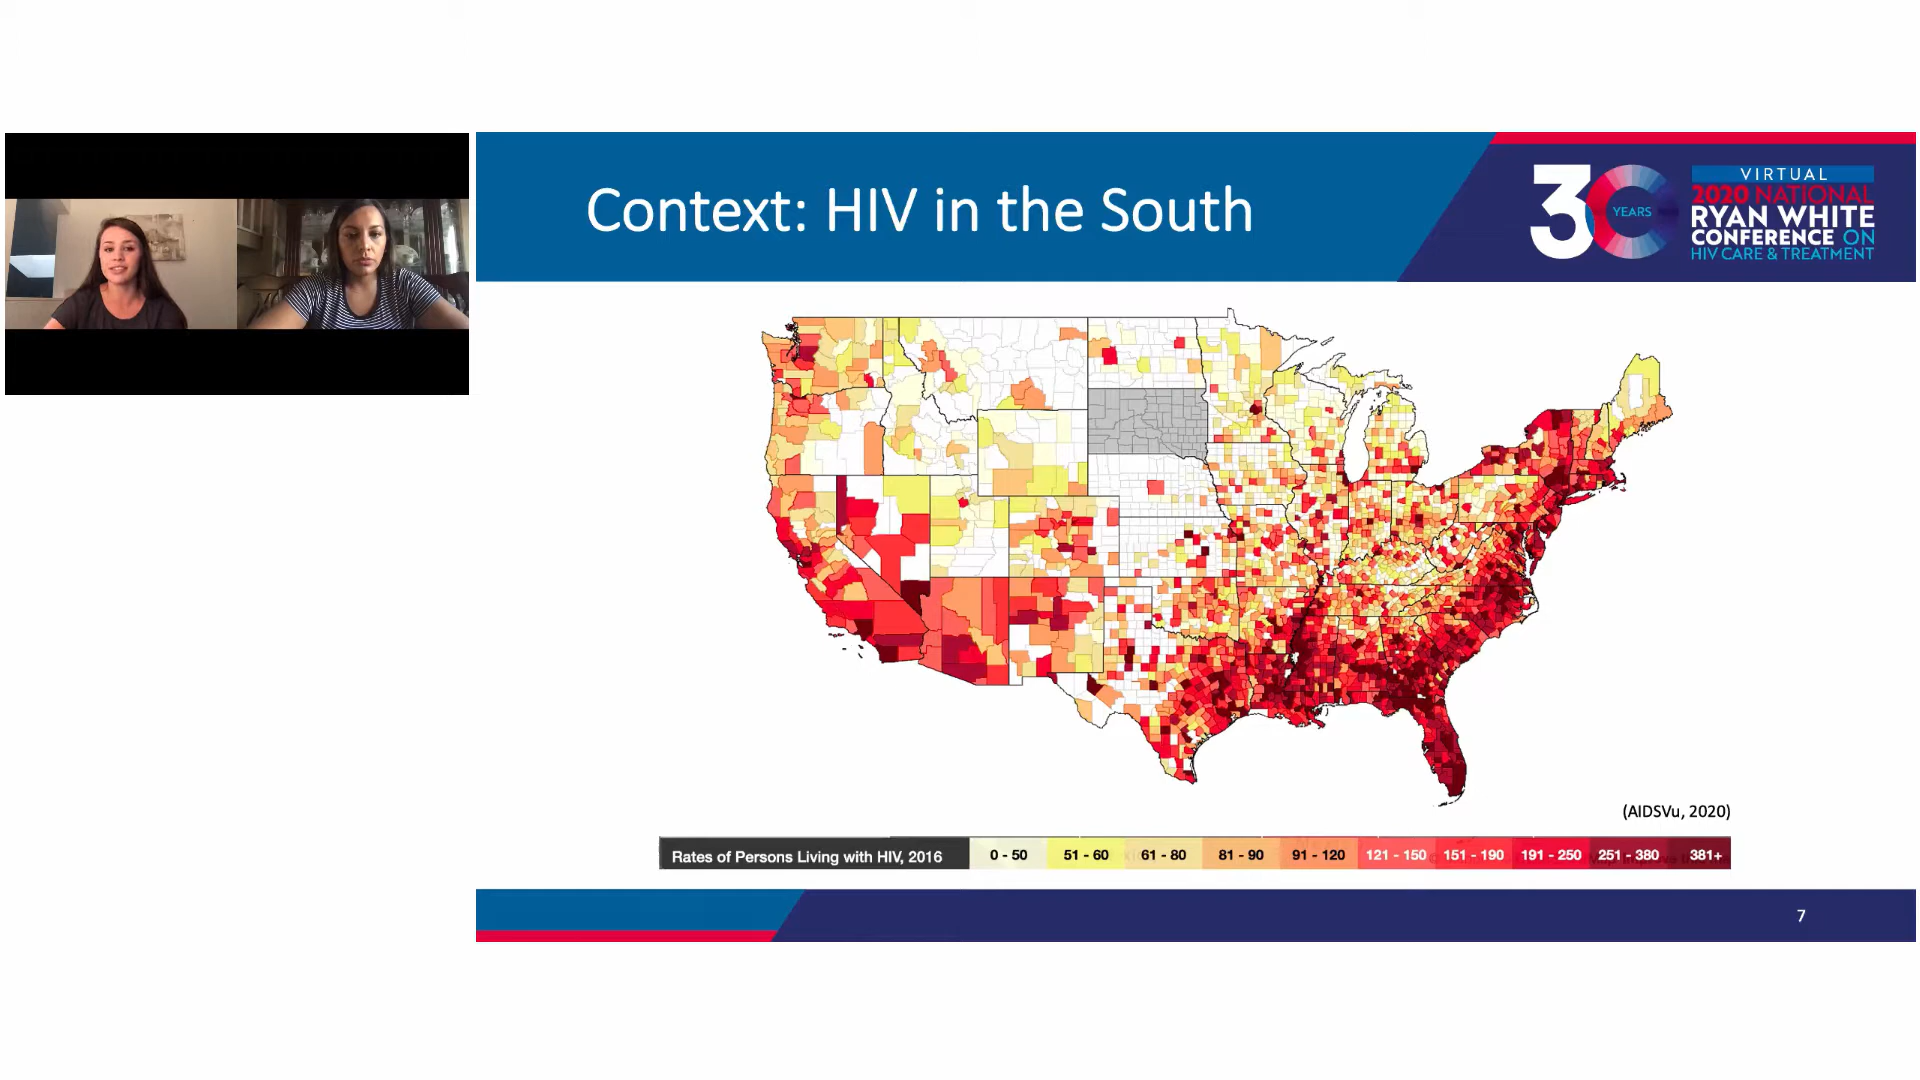 Context: HIV in the South
30 YEARS
VIRTUAL
2020 NATIONAL
RYAN WHITE
CONFERENCE ON
HIV CARE & TREATMENT
(AIDSVu, 2020)
Rates of Persons Living with HIV, 2016 0 - 50 51 - 60 61 - 80 81 - 90 91 - 120 121 - 150 151 - 190 191 - 250 251 - 380 381+
7